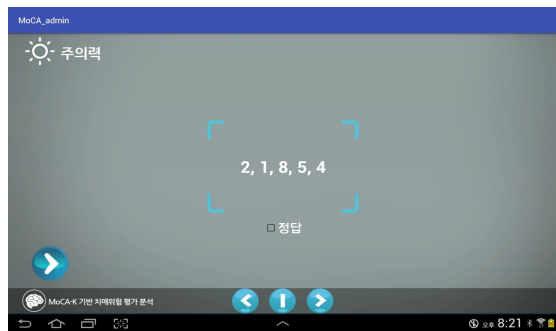 MoCA_admin
주의력
2, 1, 8, 5, 4
정답
MoCA-K 기반 치매위험 평가 분석
오후 8:21